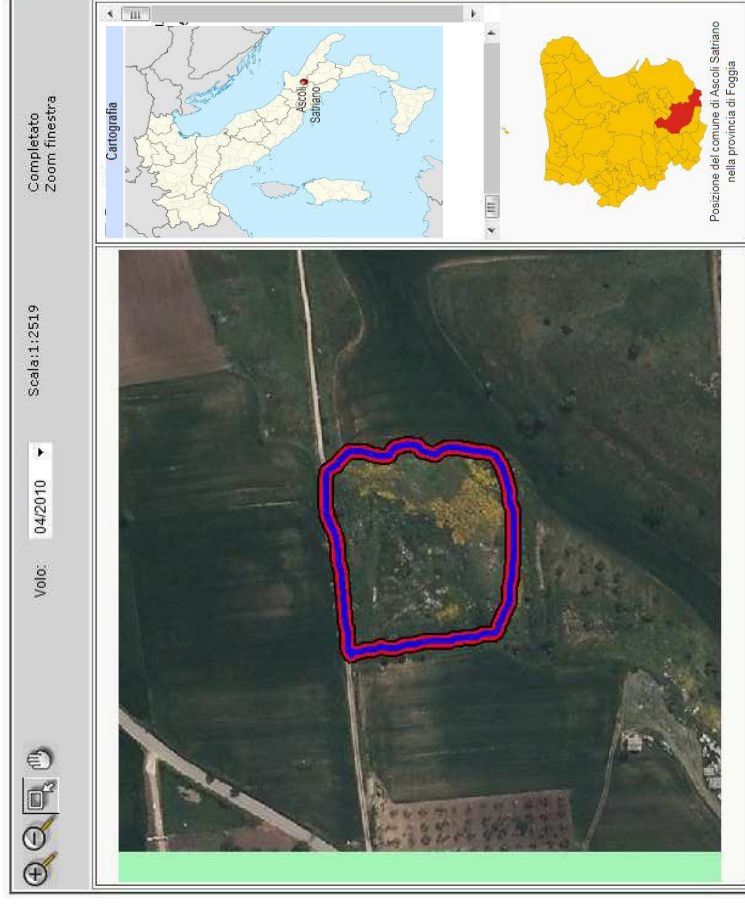 Volo:
04/2010
Scala:1:2519
Completato
Zoom finestra
Cartografia
Ascoli
Satriano
Posizione del comune di Ascoli Satriano
nella provincia di Foggia